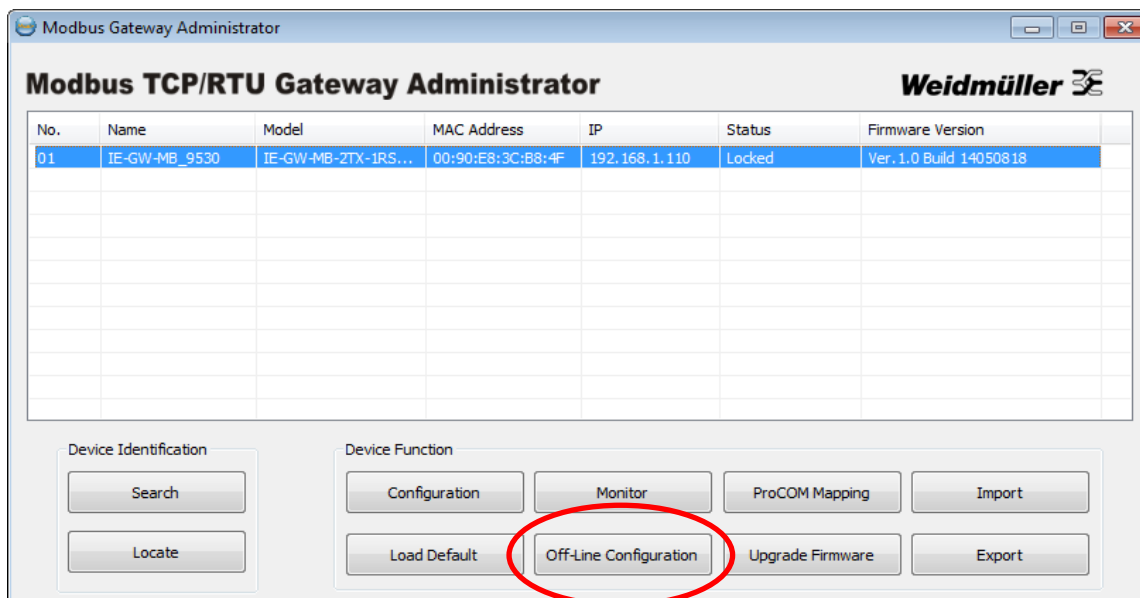 Modbus Gateway Administrator
Modbus TCP/RTU Gateway Administrator Weidmüller
No. Name Model MAC Address IP Status Firmware Version
01 IE-GW-MB_9530 IE-GW-MB-2TX-1RS... 00:90:E8:3C:B8:4F 192.168.1.110 Locked Ver.1.0 Build 14050818
Device Identification Device Function
Search Configuration Monitor ProCOM Mapping Import
Locate Load Default Off-Line Configuration Upgrade Firmware Export